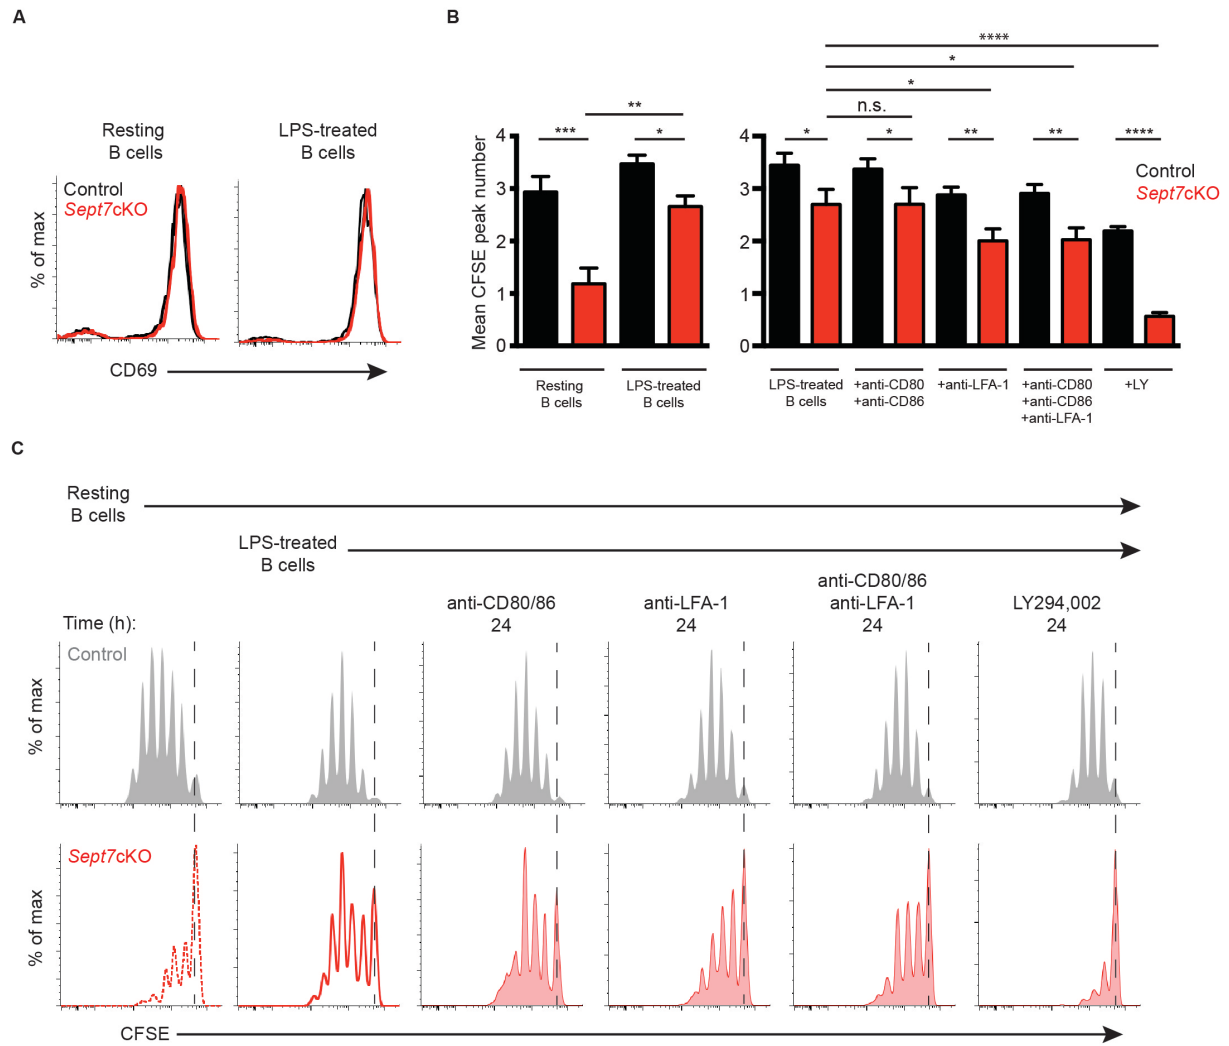 A
Resting
B cells
LPS-treated
B cells
Control
Sept7cKO
% of max
CD69
B
****
*
*
n.s.
**
***
*
*
*
**
**
****
Mean CFSE peak number
4
3
2
1
0
4
3
2
1
0
Control
Sept7cKO
Resting
B cells
LPS-treated
B cells
LPS-treated
B cells
+anti-CD80
+anti-CD86
+anti-LFA-1
+anti-CD80
+anti-CD86
+anti-LFA-1
+LY
C
Resting
B cells
LPS-treated
B cells
Time (h):
anti-CD80/86
24
anti-LFA-1
24
anti-CD80/86
anti-LFA-1
24
LY294,002
24
Control
% of max
Sept7cKO
% of max
CFSE